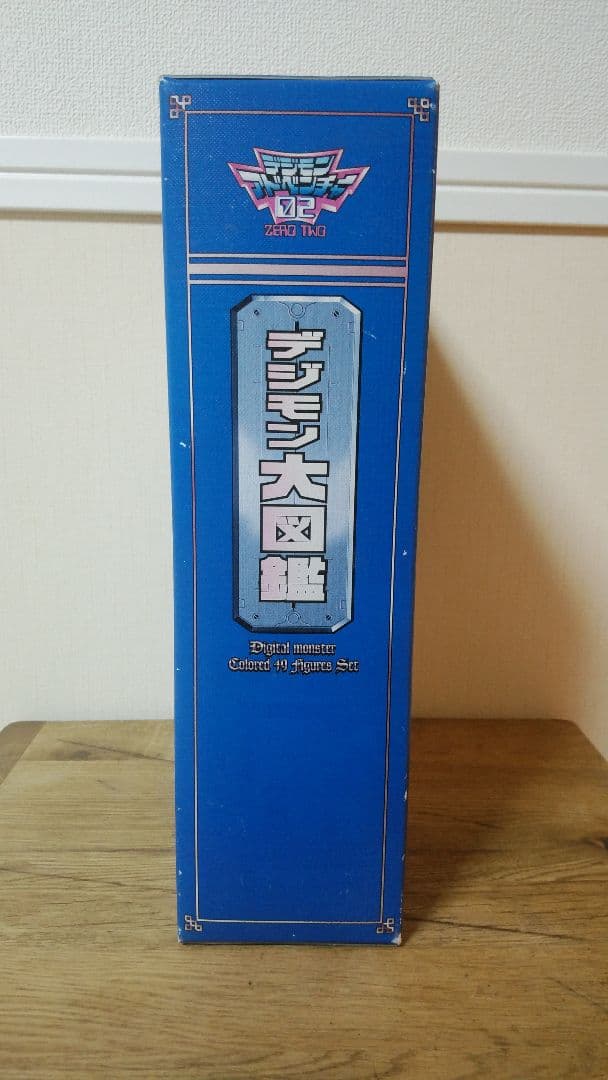 デジモン
アドベンチャー
02
ZERO TWO
デジモン大図鑑
Digital monster
Colored 49 figures Set